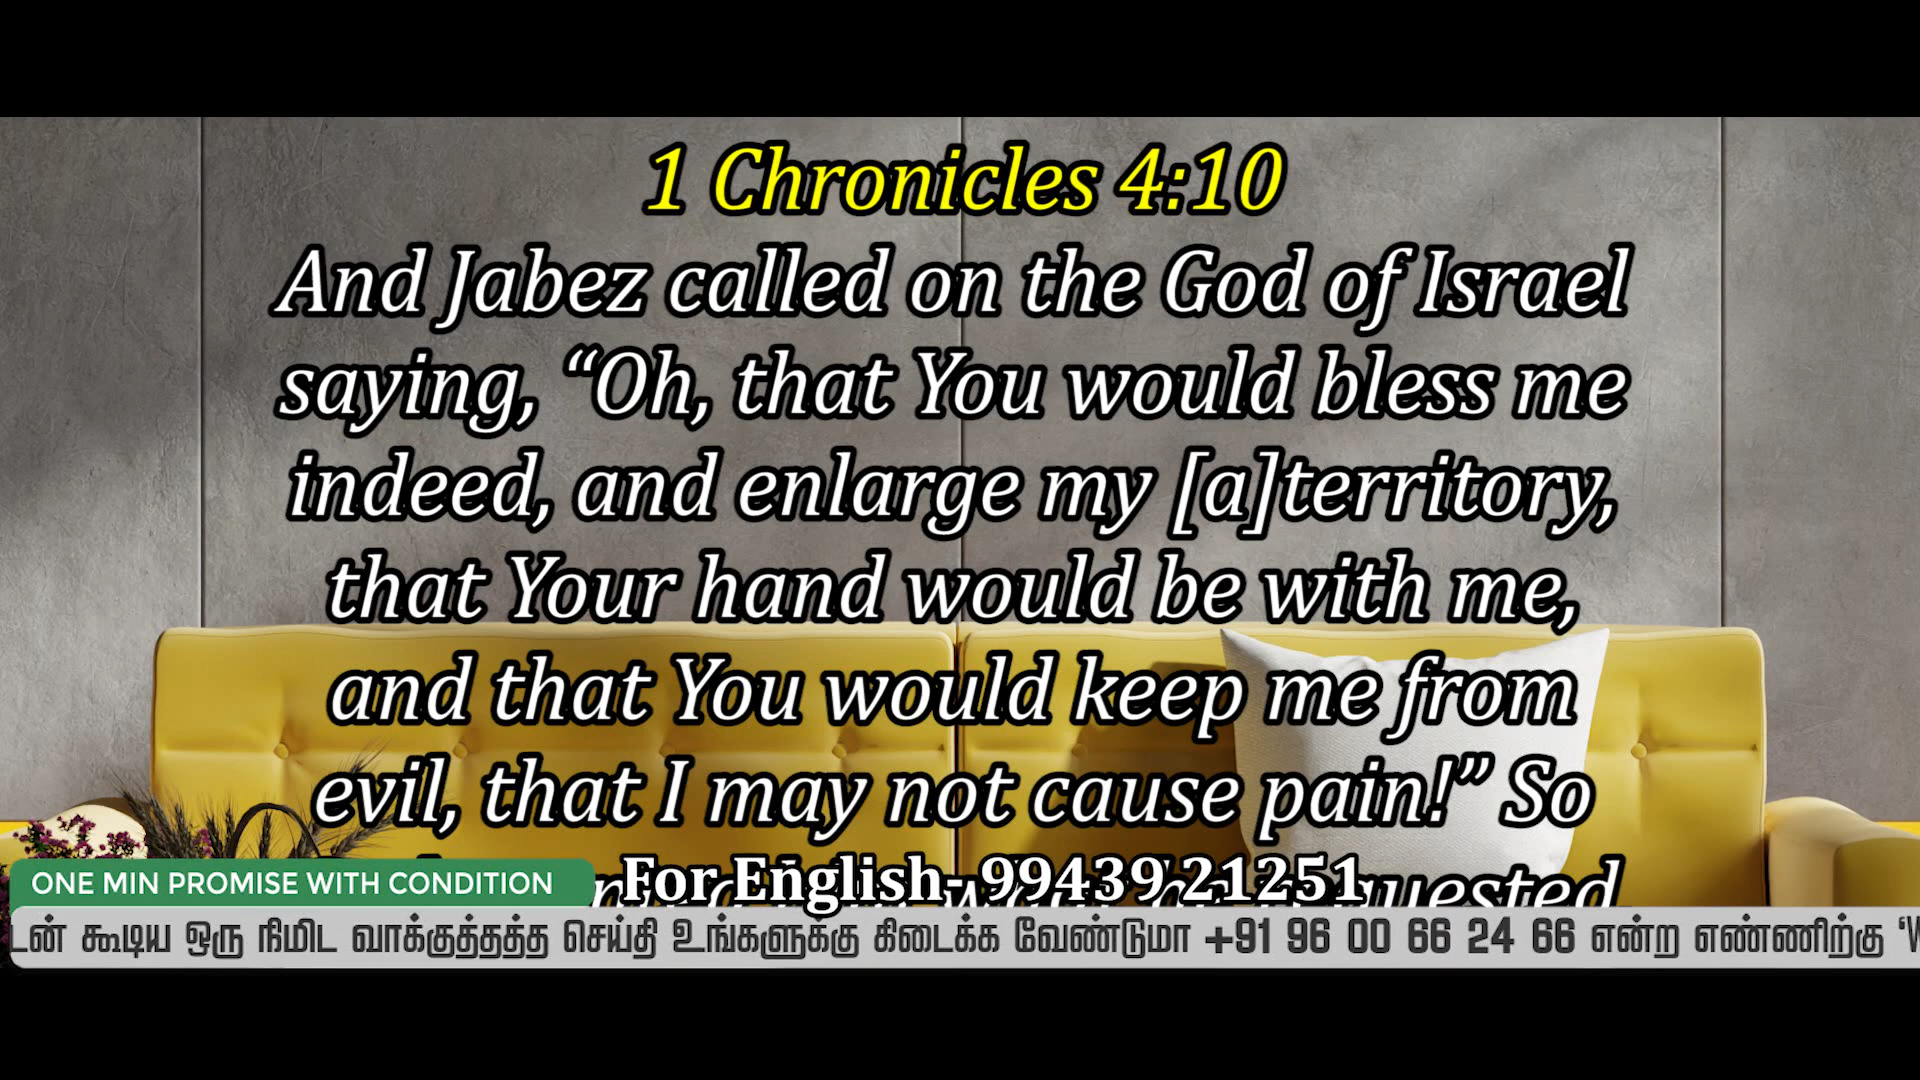 1 Chronicles 4:10
And Jabez called on the God of Israel
saying, “Oh, that You would bless me
indeed, and enlarge my [a]territory,
that Your hand would be with me,
and that You would keep me from
evil, that I may not cause pain!” So
requested
ONE MIN PROMISE WITH CONDITION
For English- 99439 21251
டன் கூடிய ஒரு நிமிட வாக்குத்தத்த செய்தி உங்களுக்கு கிடைக்க வேண்டுமா +91 96 00 66 24 66 என்ற எண்ணிற்கு ‘W